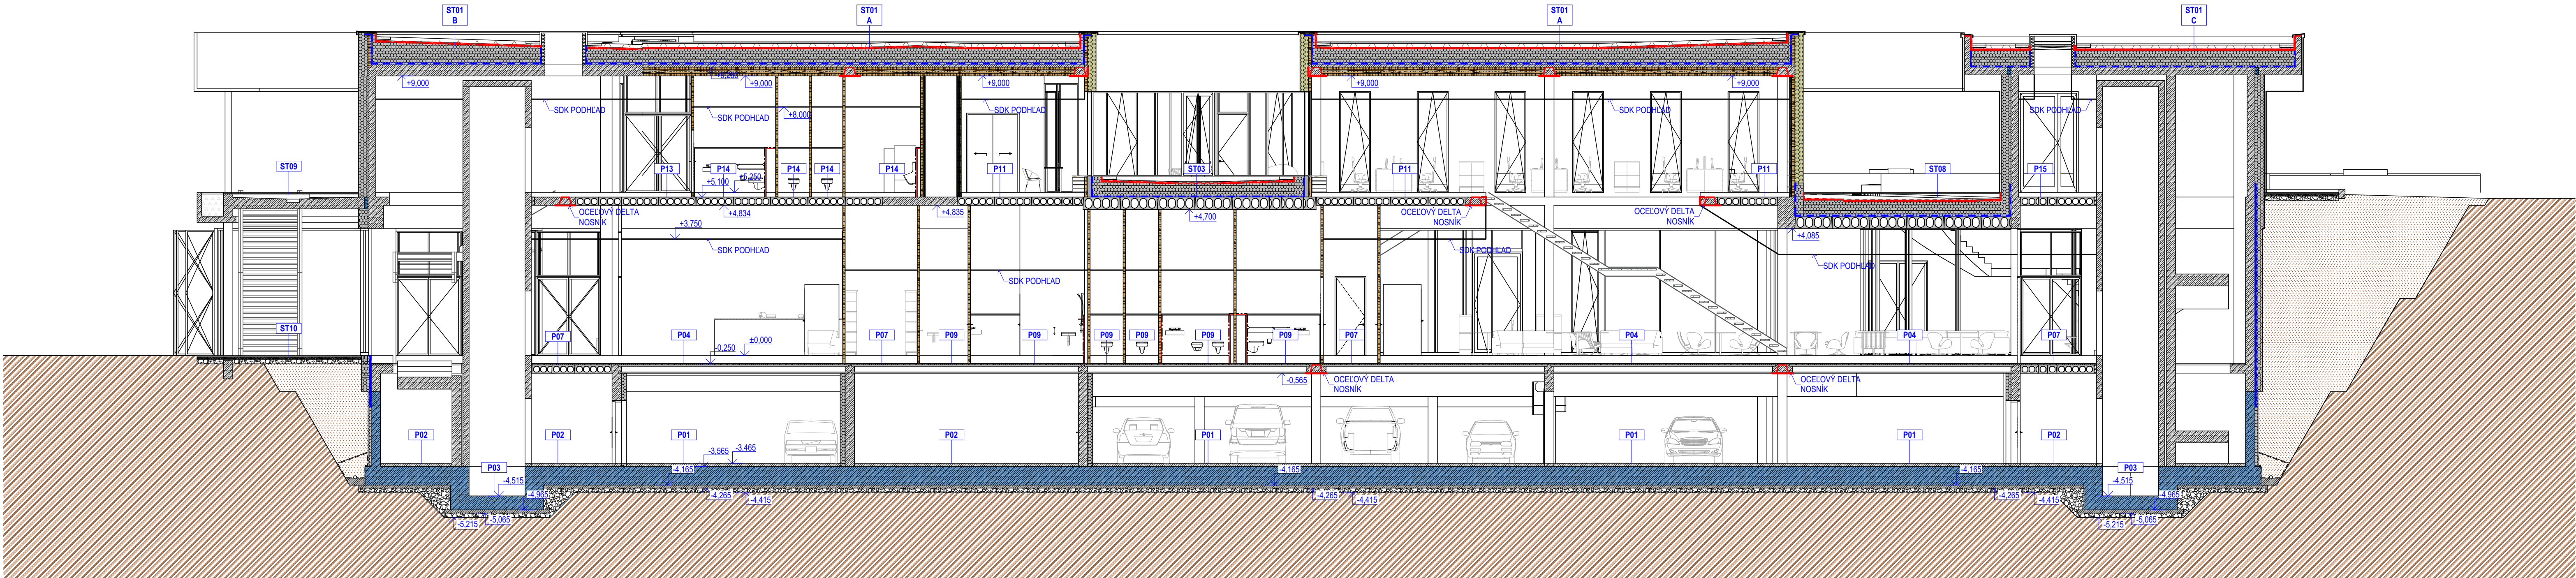 ST01
B
ST01
A
ST01
A
ST01
C
+9,000
+9,280
+9,000
+9,000
+9,000
+9,000
SDK PODHĽAD
SDK PODHĽAD
+8,000
SDK PODHĽAD
SDK PODHĽAD
SDK PODHĽAD
ST09
P13
P14
P14
P14
P14
P11
ST03
P11
P11
ST08
P15
+5,100
+5,250
OCEĽOVÝ DELTA
NOSNÍK
+4,834
+4,835
+4,700
OCEĽOVÝ DELTA
NOSNÍK
OCEĽOVÝ DELTA
NOSNÍK
+3,750
+4,085
SDK PODHĽAD
SDK PODHĽAD
SDK PODHĽAD
SDK PODHĽAD
ST10
P07
P04
P07
P09
P09
P09
P09
P09
P09
P07
P04
P04
P07
-0,250
±0,000
-0,565
OCEĽOVÝ DELTA
NOSNÍK
OCEĽOVÝ DELTA
NOSNÍK
P02
P02
P01
P02
P01
P01
P01
P02
-3,565
-3,465
P03
-4,165
-4,165
-4,165
P03
-4,515
-4,965
-4,265
-4,415
-4,265
-4,415
-4,265
-4,415
-4,515
-4,965
-5,215
-5,065
-5,215
-5,065